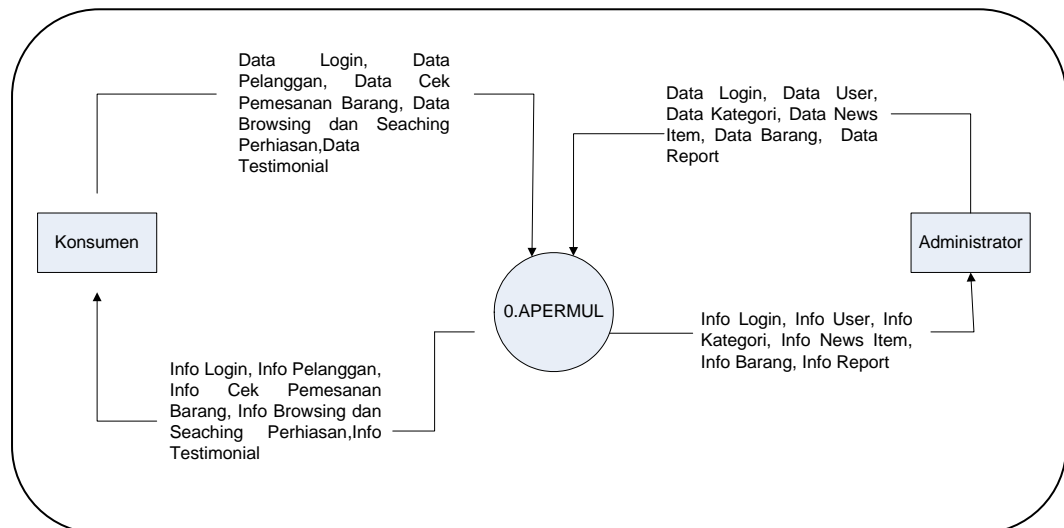 Data Login, Data
Pelanggan, Data Cek
Pemesanan Barang, Data
Browsing dan Seaching
Perhiasan,Data
Testimonial
Data Login, Data User,
Data Kategori, Data News
Item, Data Barang, Data
Report
Konsumen
Administrator
0.APERMUL
Info Login, Info Pelanggan,
Info Cek Pemesanan
Barang, Info Browsing dan
Seaching Perhiasan,Info
Testimonial
Info Login, Info User, Info
Kategori, Info News Item,
Info Barang, Info Report